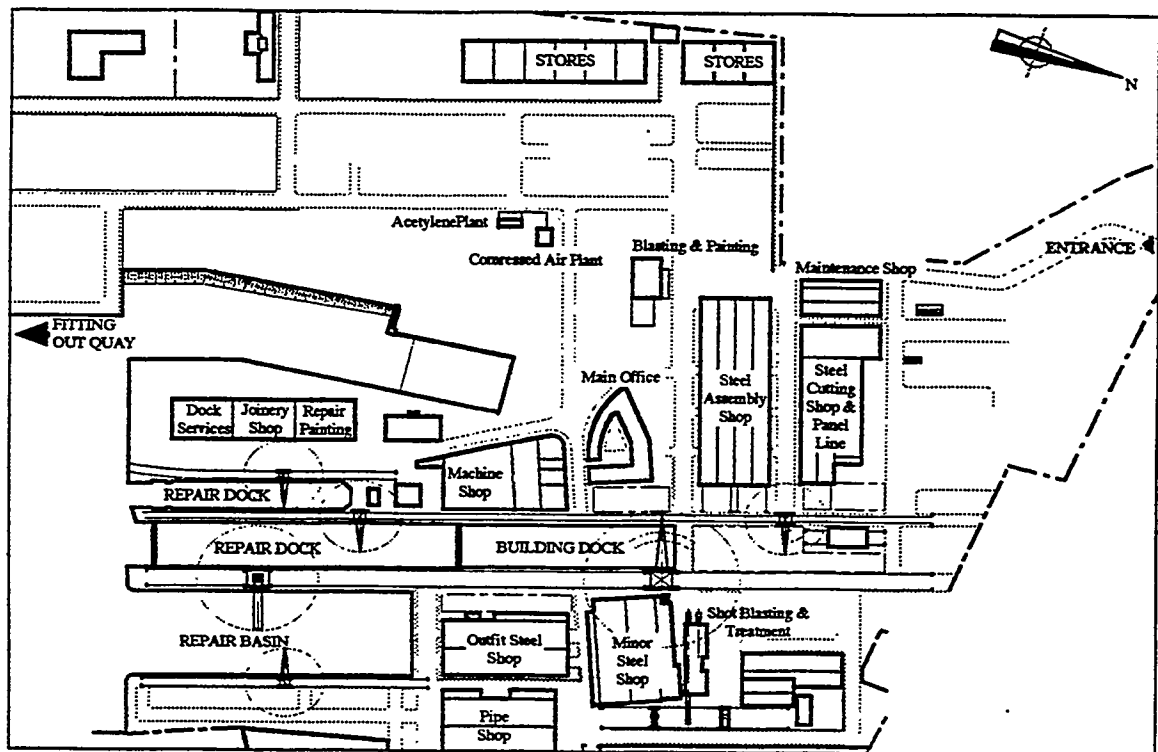 STORES
STORES
N
AcetylenePlant
Compressed Air Plant
Blasting & Painting
ENTRANCE
Maintenance Shop
FITTING
OUT QUAY
Main Office
Steel
Assembly
Shop
Steel
Cutting
Shop &
Panel
Line
Dock
Services
Joinery
Shop
Repair
Painting
Machine
Shop
REPAIR DOCK
REPAIR DOCK
BUILDING DOCK
REPAIR BASIN
Outfit Steel
Shop
Minor
Steel
Shop
Shot Blasting &
Treatment
Pipe
Shop